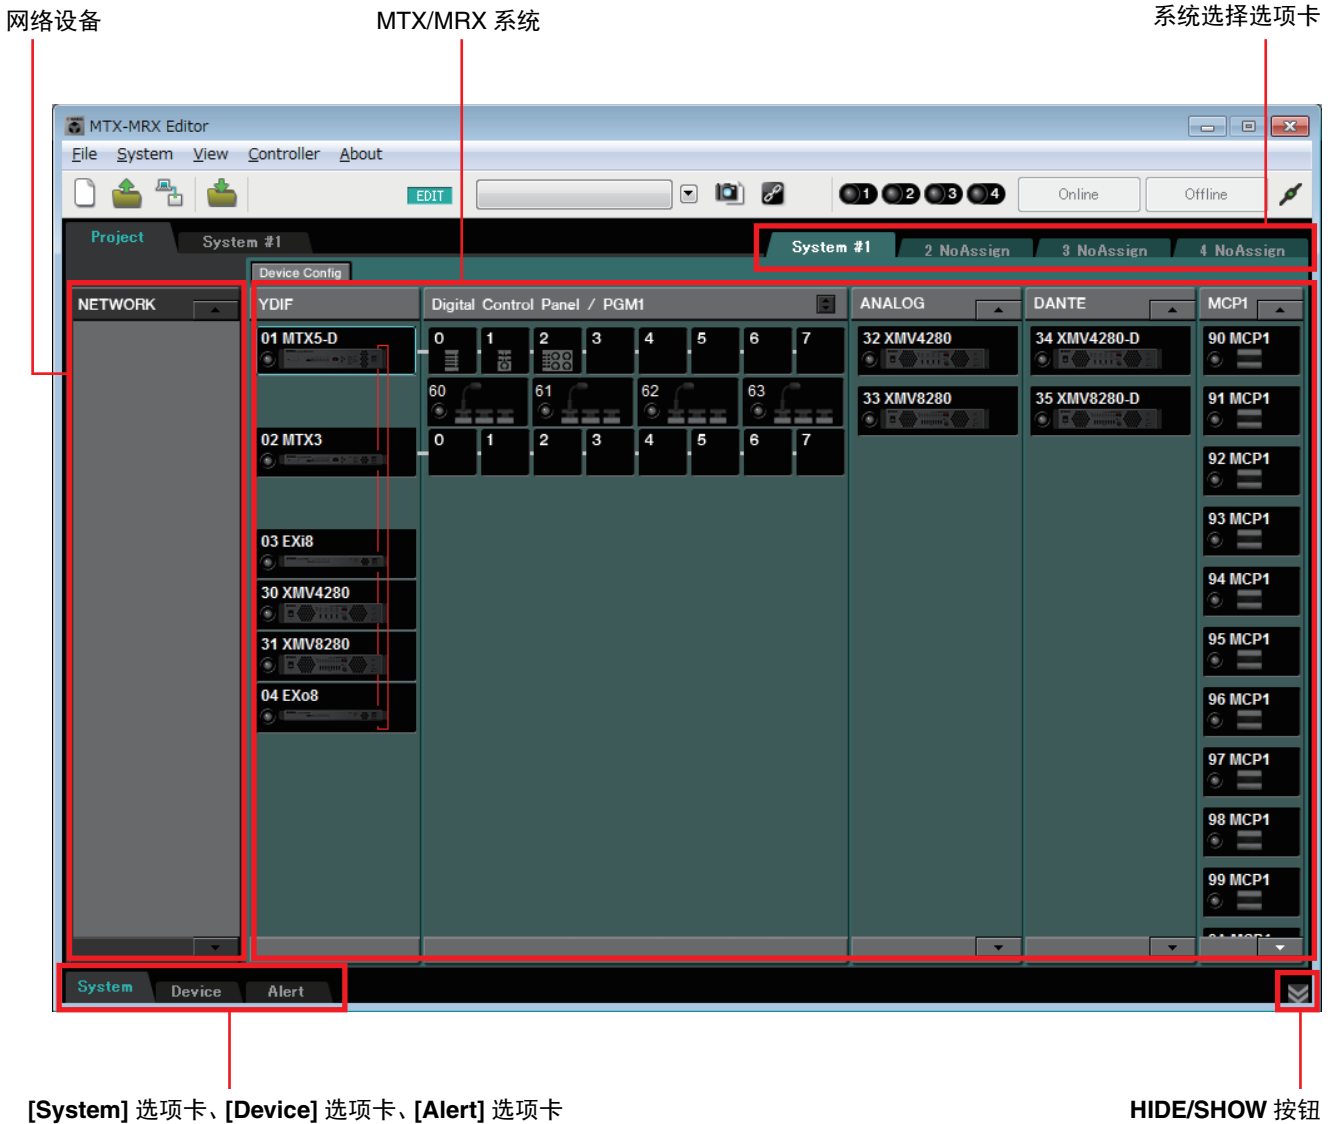 网络设备
MTX/MRX 系统
系统选择选项卡
MTX-MRX Editor
File System View Controller About
EDIT
1 2 3 4
Online
Offline
Project
System #1
System #1
2 NoAssign
3 NoAssign
4 NoAssign
Device Config
NETWORK
YDIF
Digital Control Panel / PGM1
ANALOG
DANTE
MCP1
01 MTX5-D
0 1 2 3 4 5 6 7
60 61 62 63
02 MTX3
0 1 2 3 4 5 6 7
03 EXi8
30 XMV4280
31 XMV8280
04 EXo8
32 XMV4280
33 XMV8280
34 XMV4280-D
35 XMV8280-D
90 MCP1
91 MCP1
92 MCP1
93 MCP1
94 MCP1
95 MCP1
96 MCP1
97 MCP1
98 MCP1
99 MCP1
System
Device
Alert
[System] 选项卡、[Device] 选项卡、[Alert] 选项卡
HIDE/SHOW 按钮